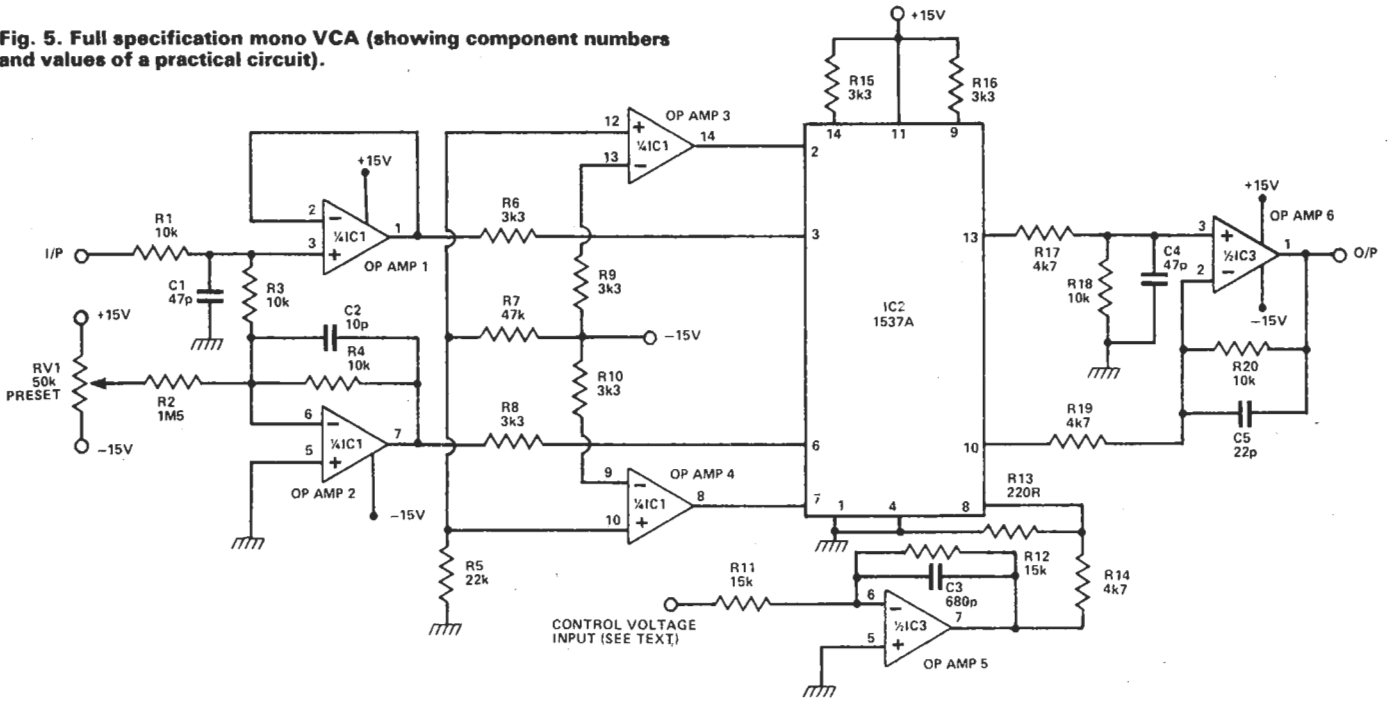 Fig. 5. Full specification mono VCA (showing component numbers
and values of a practical circuit).
+15V
R15
3k3
R16
3k3
14
11
9
12
+
OP AMP 3
¼IC1
14
13
−
2
+15V
2
−
¼IC1
1
3
+
OP AMP 1
R1
10k
I/P
C1
47p
R3
10k
R6
3k3
3
R9
3k3
R7
47k
−15V
R10
3k3
IC2
1537A
13
R17
4k7
R18
10k
C4
47p
+15V
OP AMP 6
3
+
½IC3
1
2
−
−15V
O/P
R20
10k
C5
22p
R19
4k7
10
+15V
RV1
50k
PRESET
−15V
R2
1M5
C2
10p
R4
10k
6
−
¼IC1
7
5
+
OP AMP 2
−15V
R8
3k3
6
9
−
OP AMP 4
¼IC1
8
10
+
7
1
4
8
R13
220R
R5
22k
R11
15k
CONTROL VOLTAGE
INPUT (SEE TEXT)
R12
15k
C3
680p
6
−
½IC3
7
5
+
OP AMP 5
R14
4k7